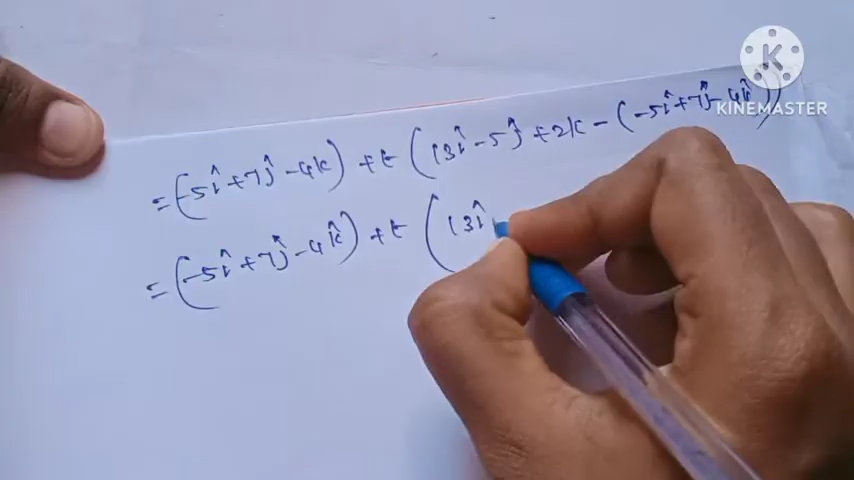 K
KINEMASTER
= (-5î + 7ĵ - 4k) + t (13î - 5ĵ + 2k - (-5î + 7ĵ - 4k̂))
= (-5î + 7ĵ - 4k̂) + t (13î